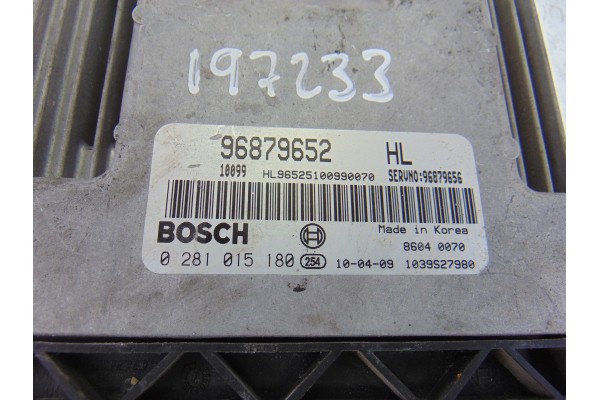 197233
96879652 HL
10099 HL96525100990070 SERVNO:96879656
BOSCH Made in Korea
8604 0070
0 281 015 180 254 10-04-09 1039S27980